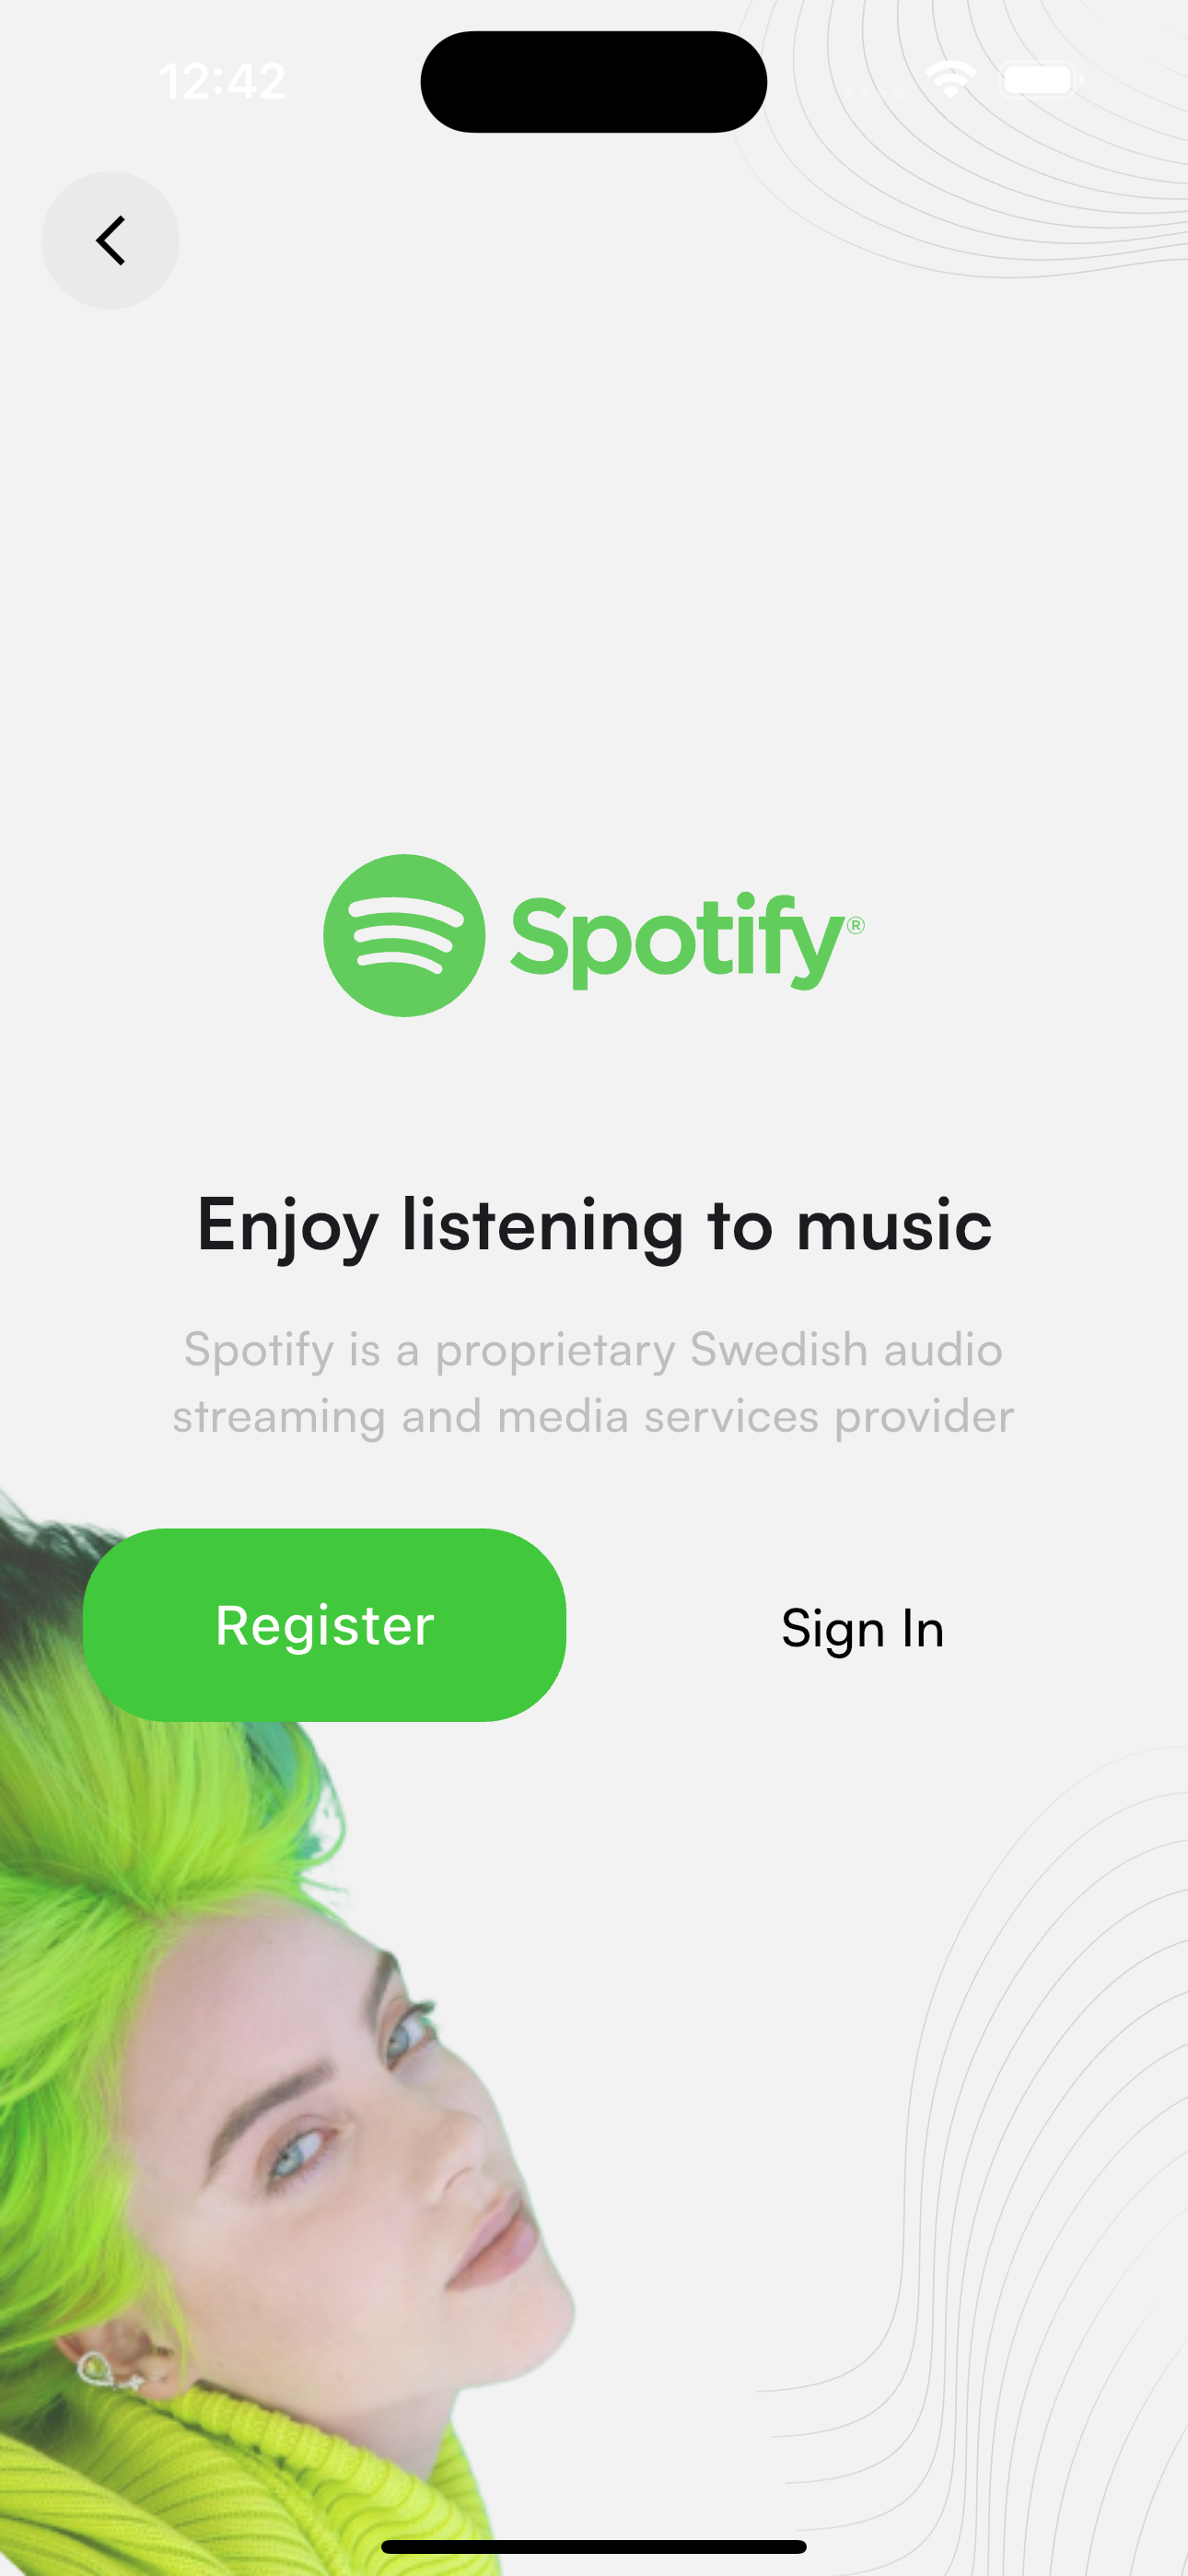 12:42
Spotify®
Enjoy listening to music
Spotify is a proprietary Swedish audio
streaming and media services provider
Register
Sign In